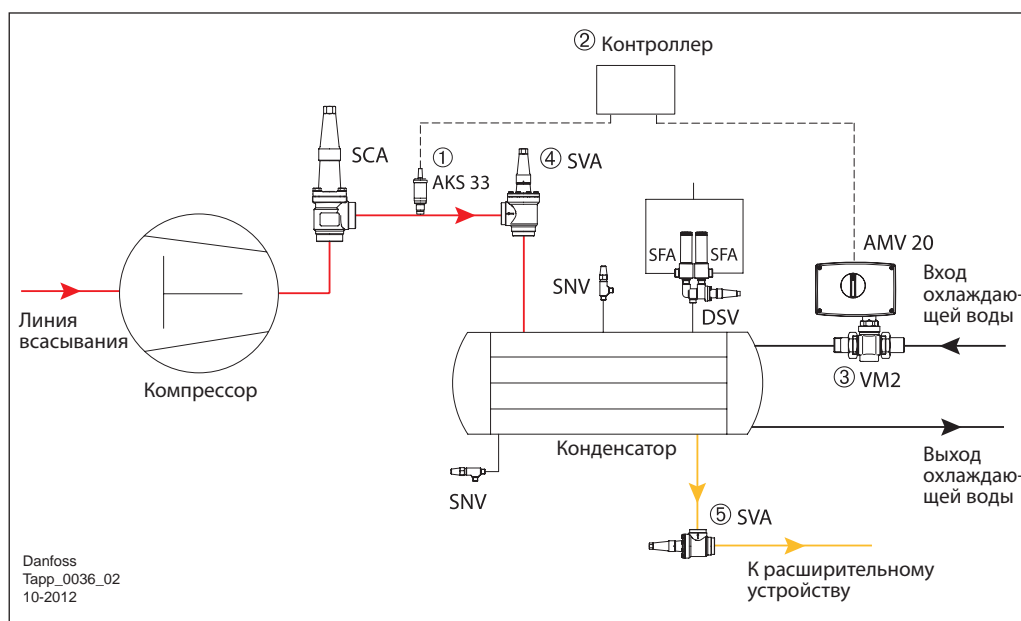 ② Контроллер
SCA
①
AKS 33
④ SVA
AMV 20
SFA
SFA
SNV
DSV
Вход
охлаждаю-
щей воды
Линия
всасывания
③ VM2
Компрессор
Конденсатор
Выход
охлаждаю-
щей воды
SNV
⑤ SVA
К расширительному
устройству
Danfoss
Tapp_0036_02
10-2012